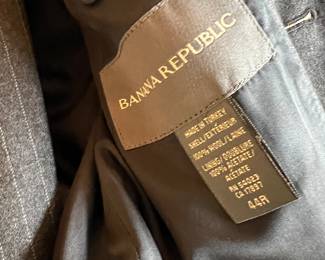 BANANA REPUBLIC
MADE IN TURKEY
SHELL/EXTÉRIEUR
100% WOOL/LAINE
LINING/DOUBLURE
100% ACETATE/
ACÉTATE
RN 54023
CA 17897
44R